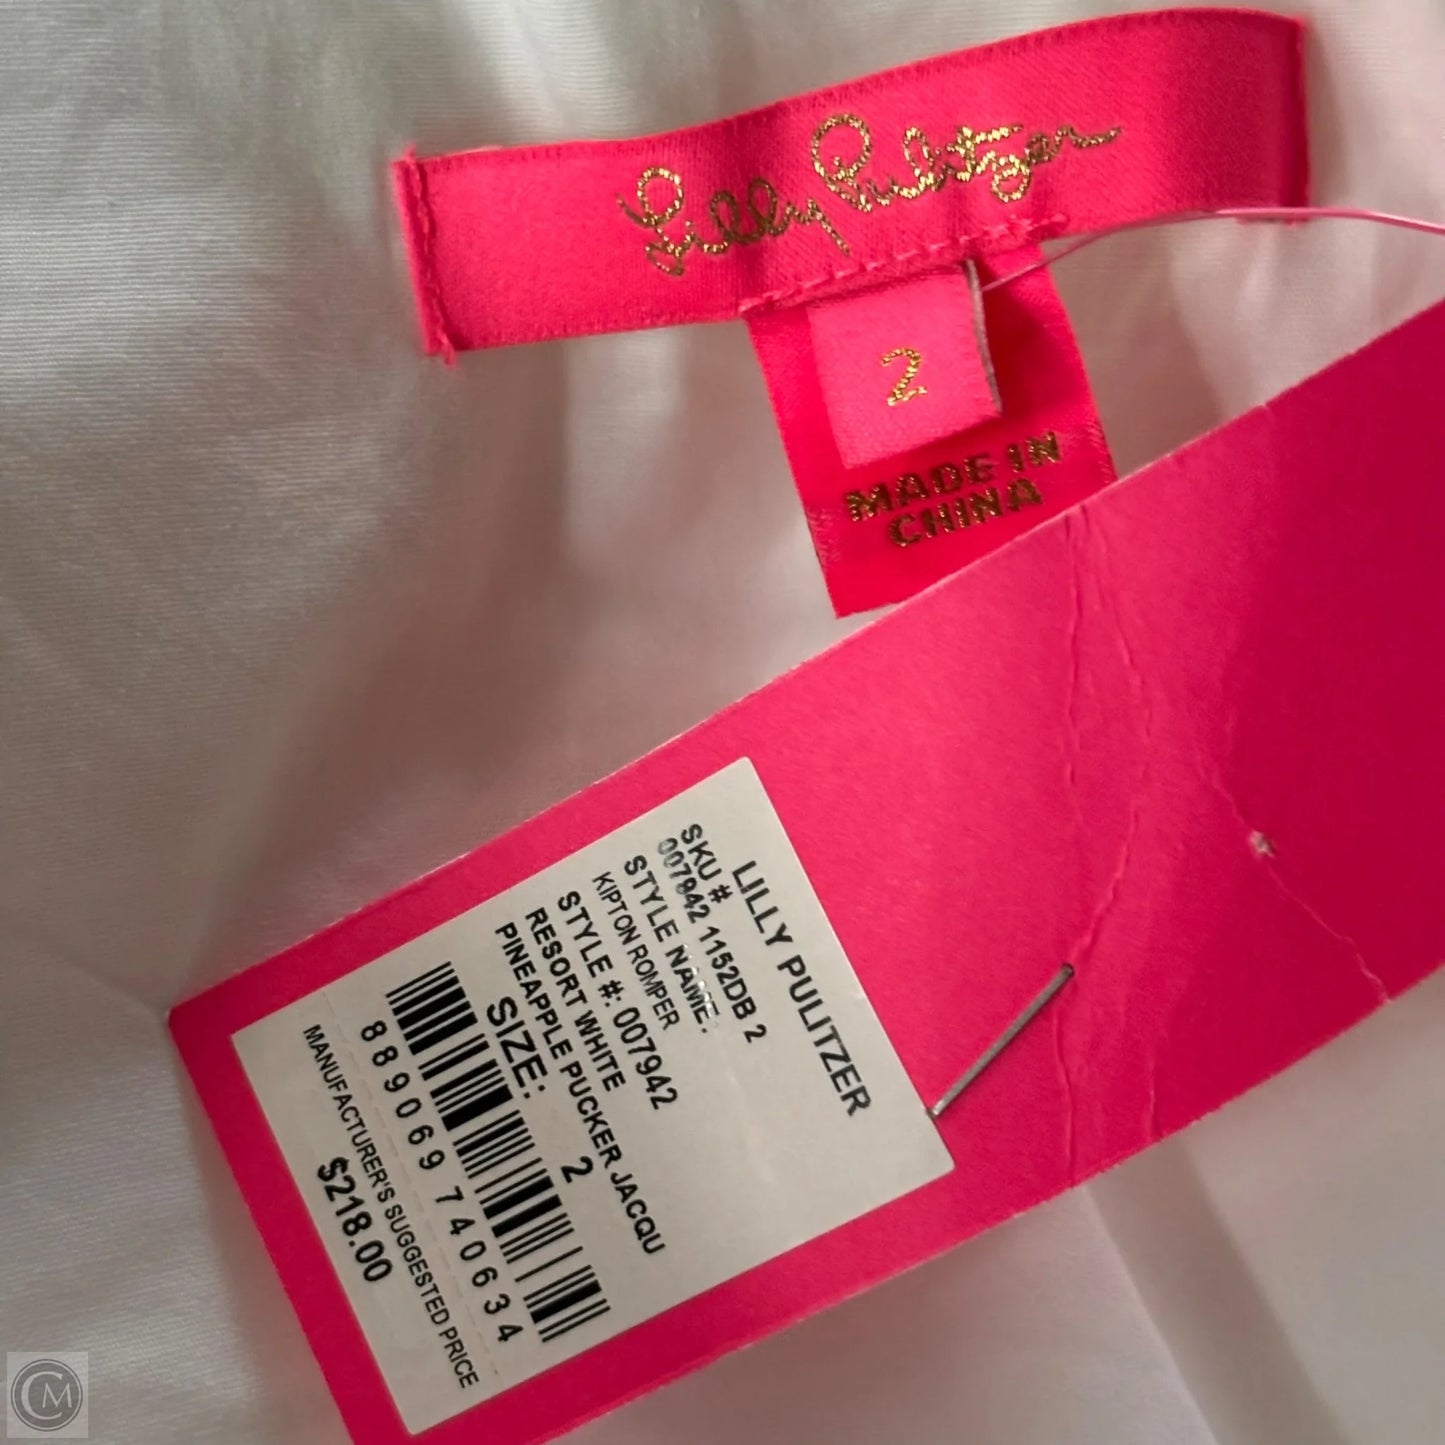 Lilly Pulitzer
2
MADE IN
CHINA
LILLY PULITZER
SKU #
007942 1152DB 2
STYLE NAME:
KIPTON ROMPER
STYLE #: 007942
RESORT WHITE
PINEAPPLE PUCKER JACQU
SIZE: 2
889069740634
MANUFACTURER'S SUGGESTED PRICE
$218.00
CM